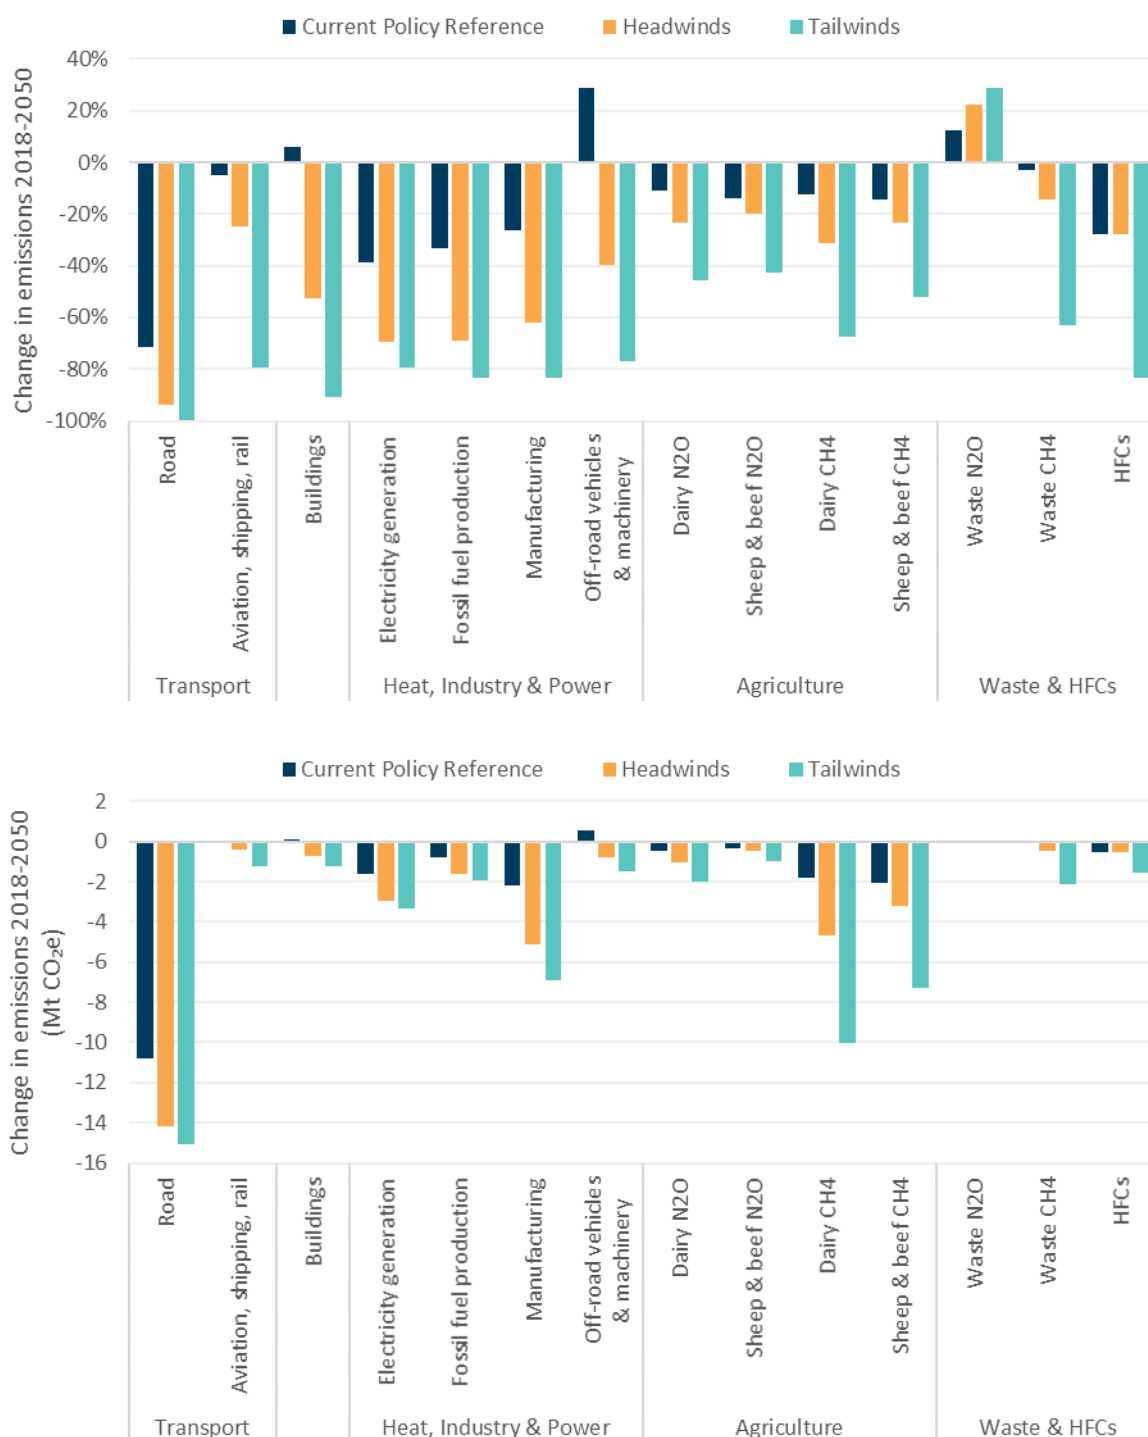 Current Policy Reference Headwinds Tailwinds
Change in emissions 2018-2050
40%
20%
0%
-20%
-40%
-60%
-80%
-100%
Road
Aviation, shipping, rail
Buildings
Electricity generation
Fossil fuel production
Manufacturing
Off-road vehicles
& machinery
Dairy N2O
Sheep & beef N2O
Dairy CH4
Sheep & beef CH4
Waste N2O
Waste CH4
HFCs
Transport
Heat, Industry & Power
Agriculture
Waste & HFCs
Current Policy Reference Headwinds Tailwinds
Change in emissions 2018-2050
(Mt CO₂e)
2
0
-2
-4
-6
-8
-10
-12
-14
-16
Road
Aviation, shipping, rail
Buildings
Electricity generation
Fossil fuel production
Manufacturing
Off-road vehicles
& machinery
Dairy N2O
Sheep & beef N2O
Dairy CH4
Sheep & beef CH4
Waste N2O
Waste CH4
HFCs
Transport
Heat, Industry & Power
Agriculture
Waste & HFCs